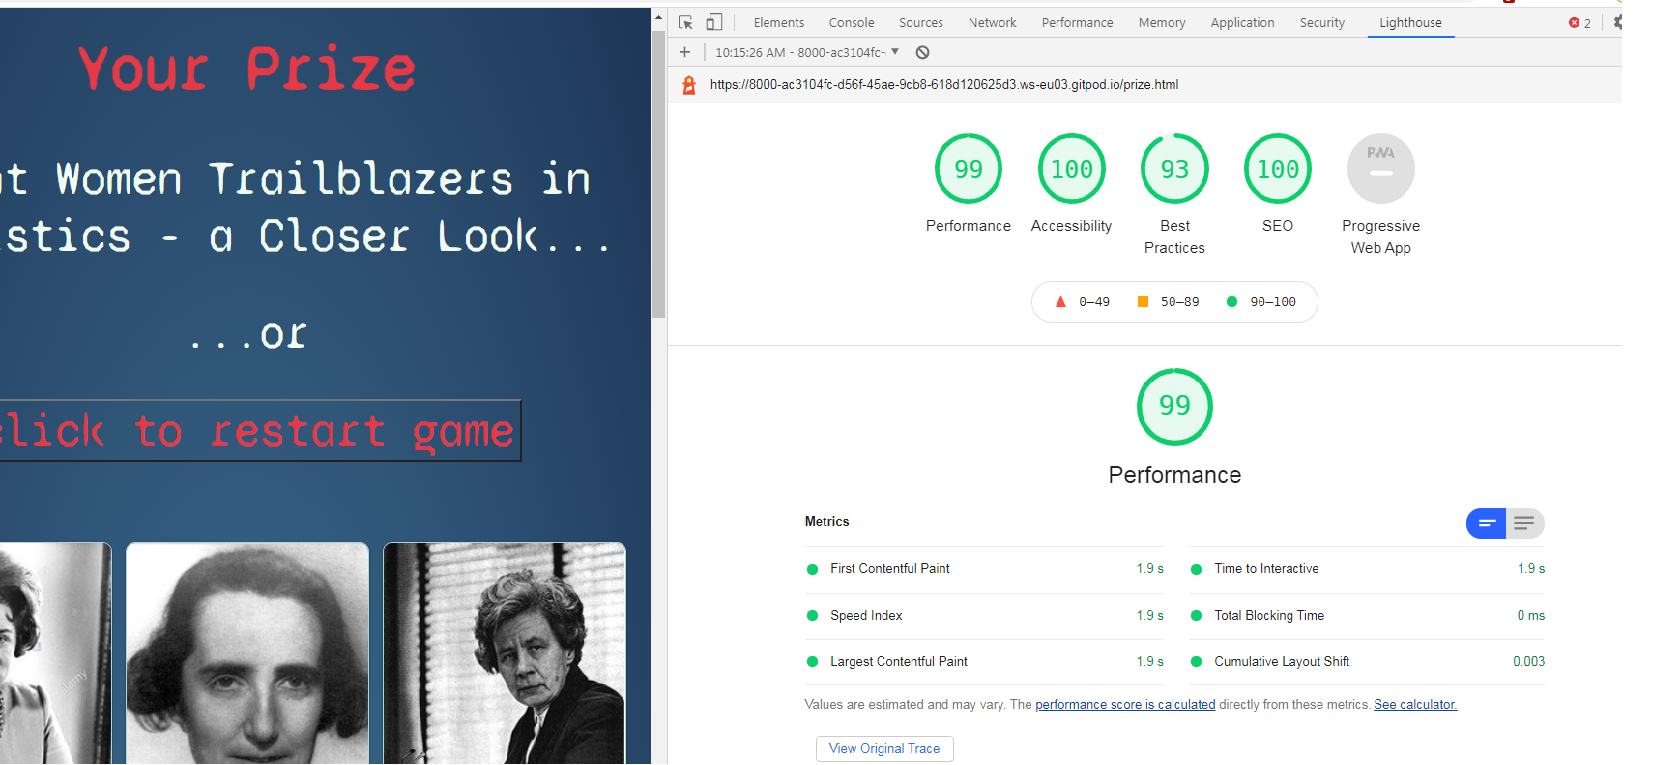 Your Prize
at Women Trailblazers in
stics - a Closer Look...
...or
click to restart game
alamy
Elements Console Sources Network Performance Memory Application Security Lighthouse 2
+ 10:15:26 AM - 8000-ac3104fc-
https://8000-ac3104fc-d56f-45ae-9cb8-618d120625d3.ws-eu03.gitpod.io/prize.html
99 100 93 100 PWA
Performance Accessibility Best Practices SEO Progressive Web App
0–49 50–89 90–100
99
Performance
Metrics
First Contentful Paint 1.9 s Time to Interactive 1.9 s
Speed Index 1.9 s Total Blocking Time 0 ms
Largest Contentful Paint 1.9 s Cumulative Layout Shift 0.003
Values are estimated and may vary. The performance score is calculated directly from these metrics. See calculator.
View Original Trace